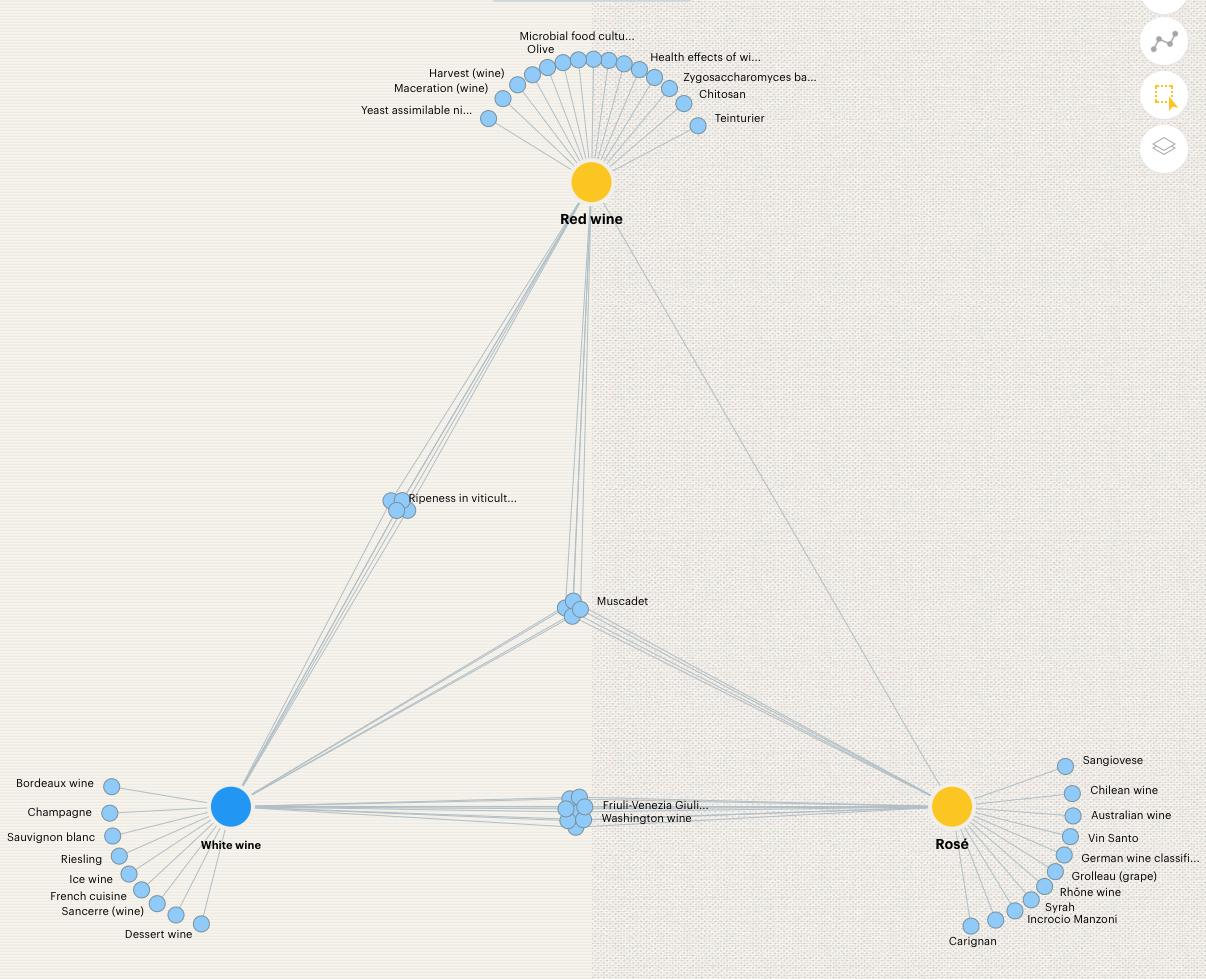 Microbial food cultu...
Olive
Health effects of wi...
Harvest (wine)
Zygosaccharomyces ba...
Maceration (wine)
Chitosan
Yeast assimilable ni...
Teinturier
Red wine
Ripeness in viticult...
Muscadet
Sangiovese
Bordeaux wine
Chilean wine
Friuli-Venezia Giuli...
Champagne
Australian wine
Washington wine
Sauvignon blanc
Vin Santo
White wine
Rosé
Riesling
German wine classifi...
Ice wine
Grolleau (grape)
French cuisine
Rhône wine
Sancerre (wine)
Syrah
Incrocio Manzoni
Dessert wine
Carignan